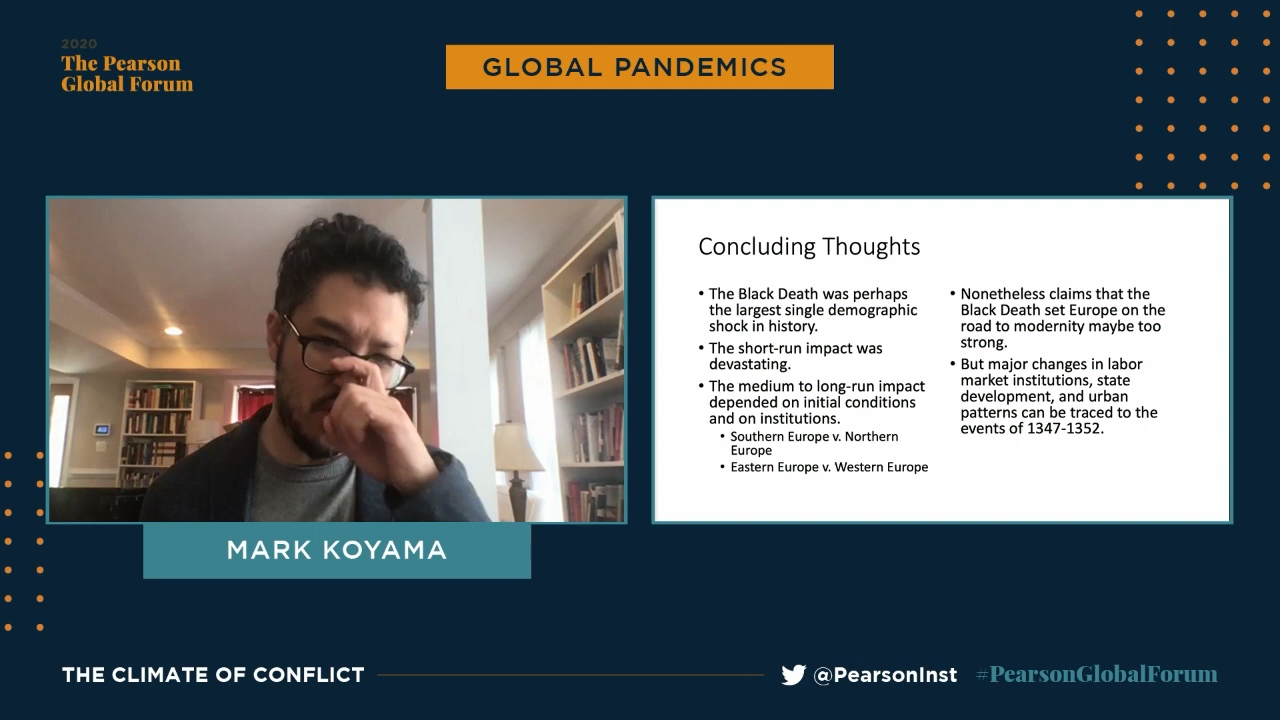 2020
The Pearson
Global Forum
GLOBAL PANDEMICS
Concluding Thoughts
• The Black Death was perhaps
the largest single demographic
shock in history.
• The short-run impact was
devastating.
• The medium to long-run impact
depended on initial conditions
and on institutions.
• Southern Europe v. Northern
Europe
• Eastern Europe v. Western Europe
• Nonetheless claims that the
Black Death set Europe on the
road to modernity maybe too
strong.
• But major changes in labor
market institutions, state
development, and urban
patterns can be traced to the
events of 1347-1352.
MARK KOYAMA
THE CLIMATE OF CONFLICT
@PearsonInst
#PearsonGlobalForum